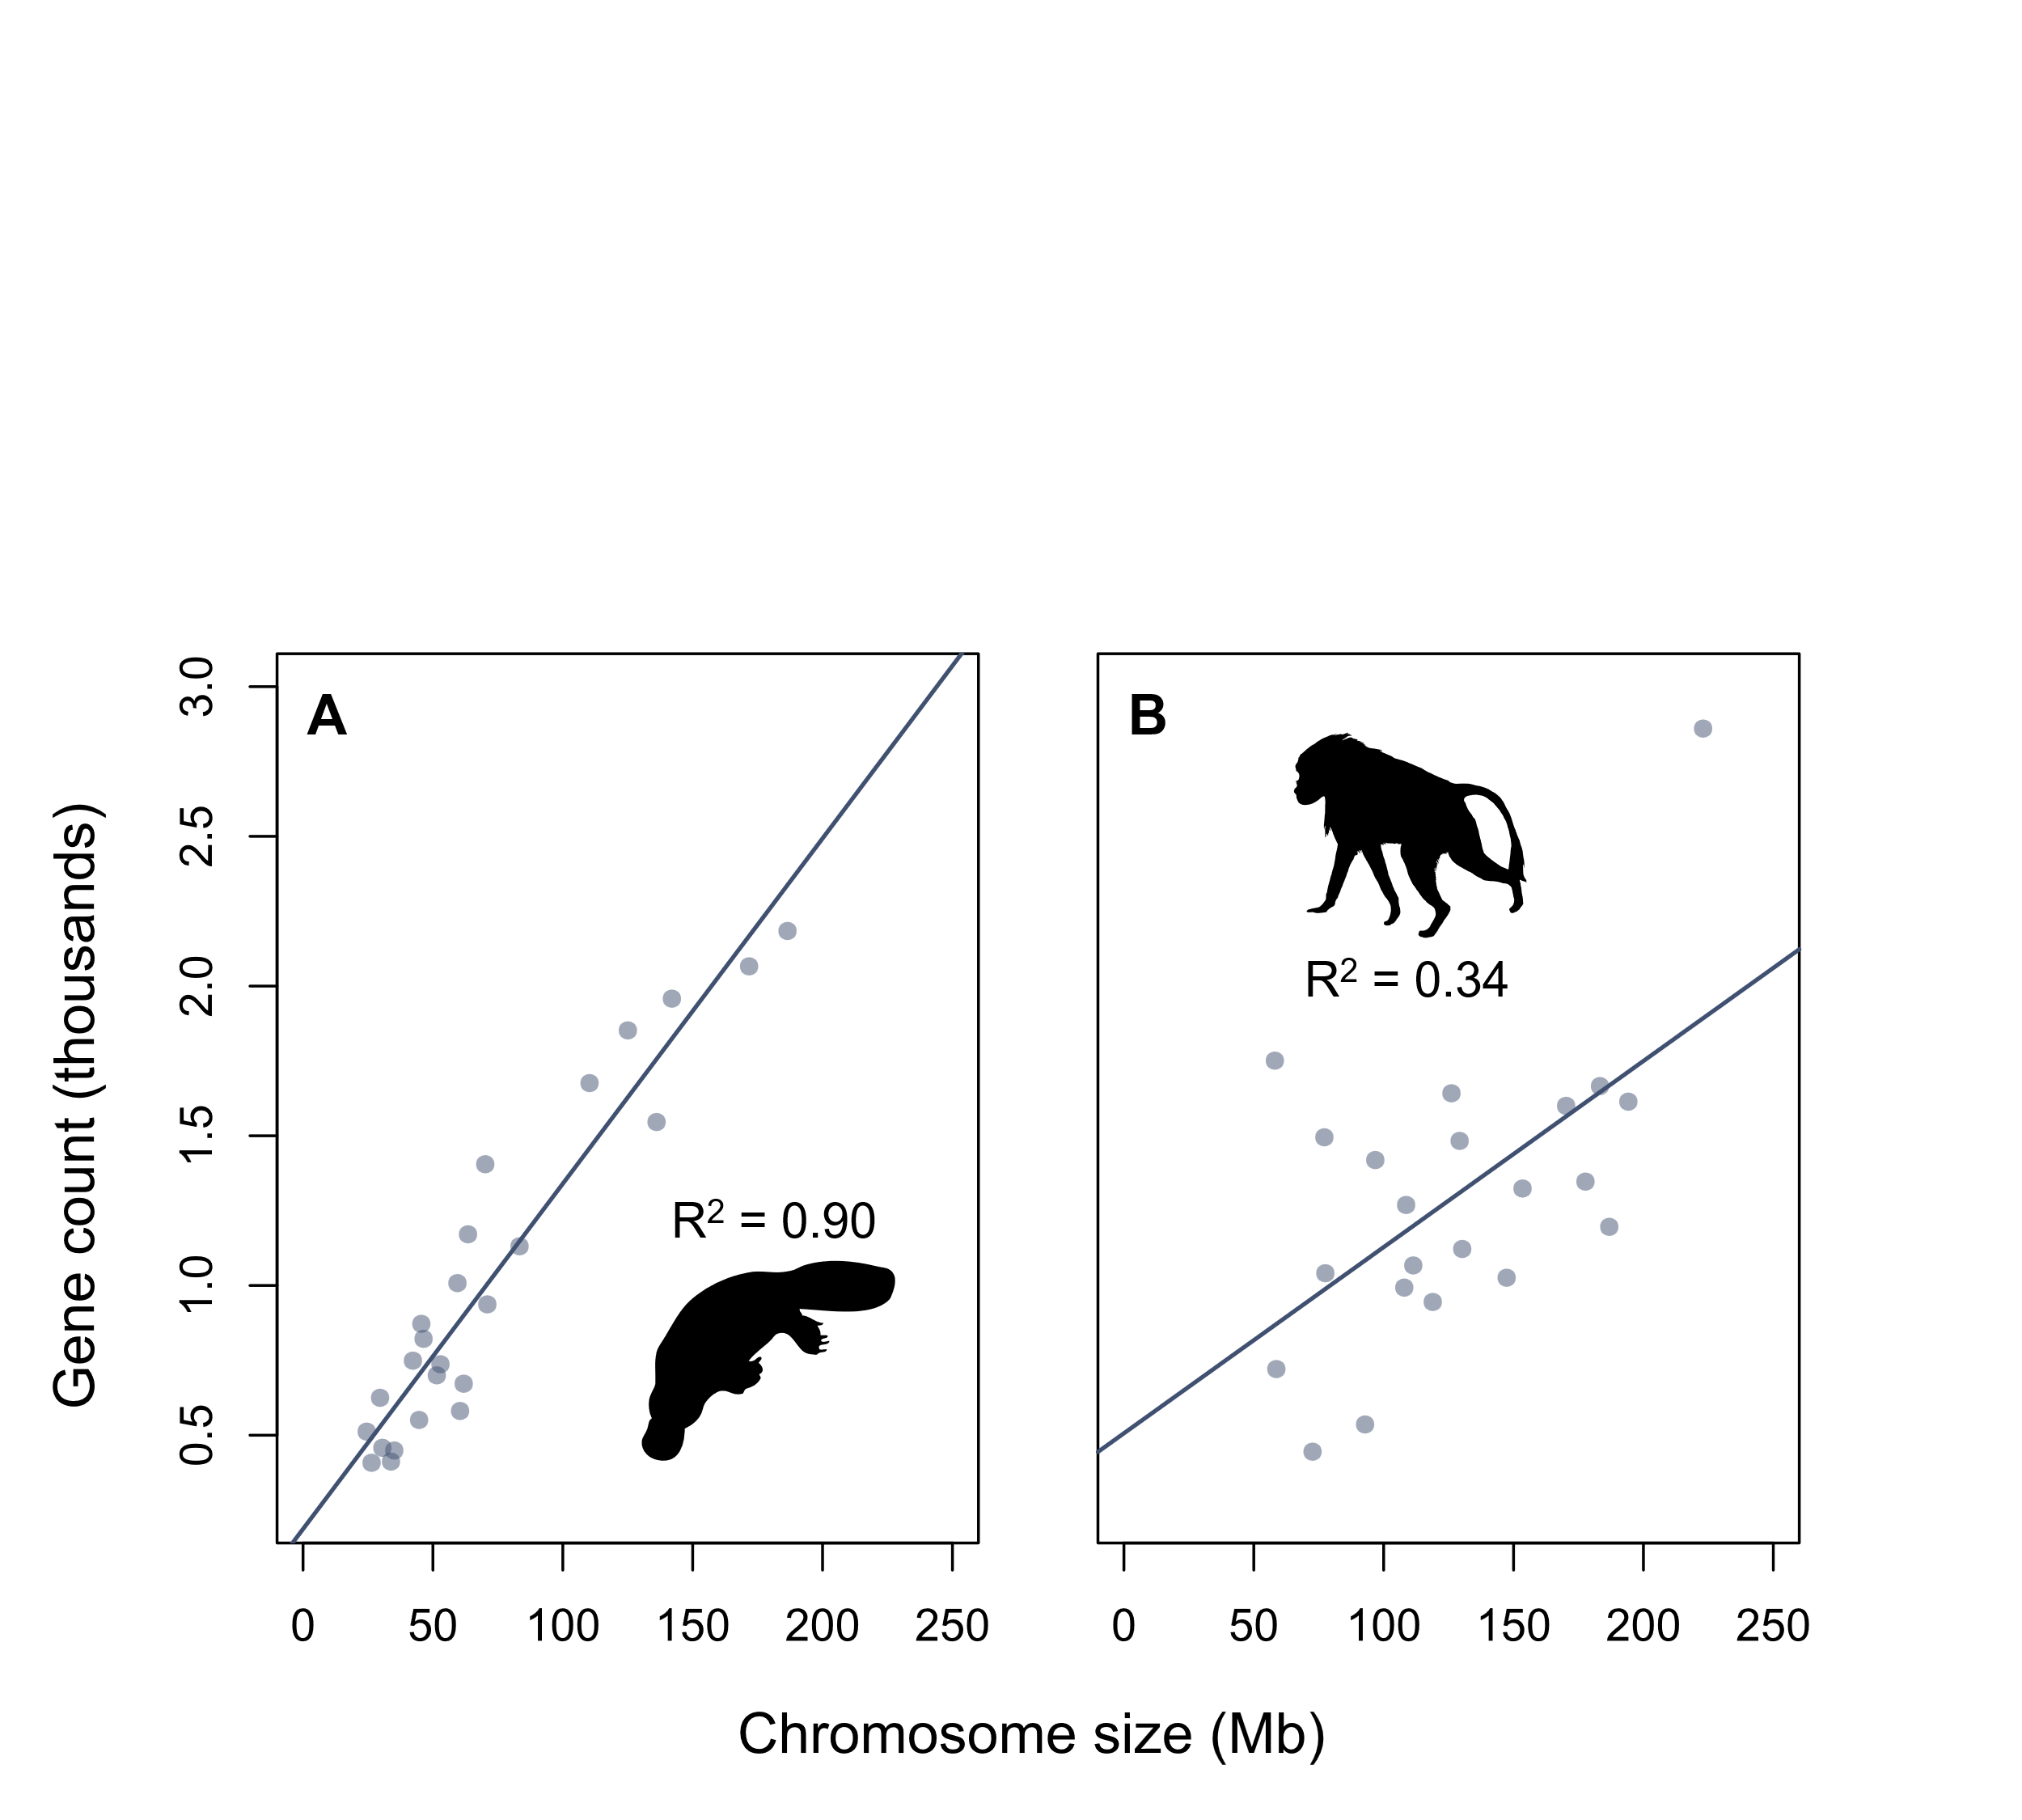 A
B
R² = 0.90
R² = 0.34
Gene count (thousands)
3.0
2.5
2.0
1.5
1.0
0.5
0 50 100 150 200 250
0 50 100 150 200 250
Chromosome size (Mb)